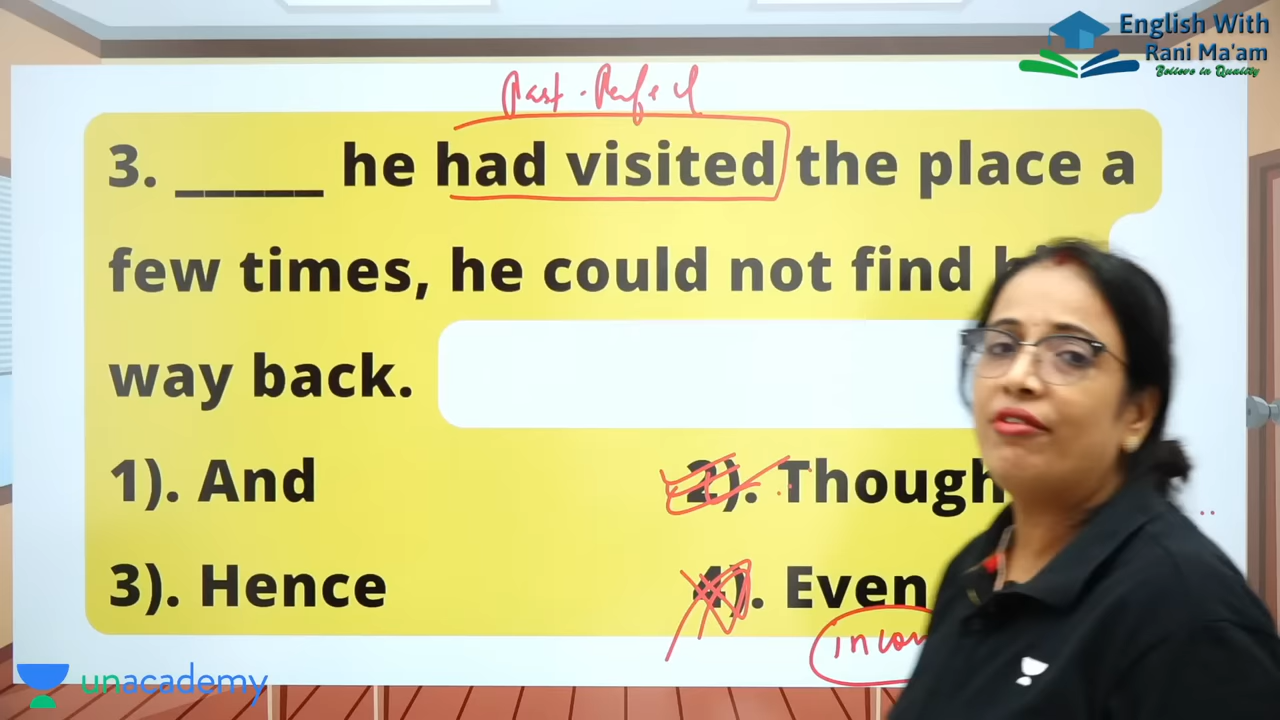 English With
Rani Ma'am
Believe in Quality
Past. Perfect
3. _____ he had visited the place a
few times, he could not find
way back.
1). And
2). Though
3). Hence
4). Even
unacademy